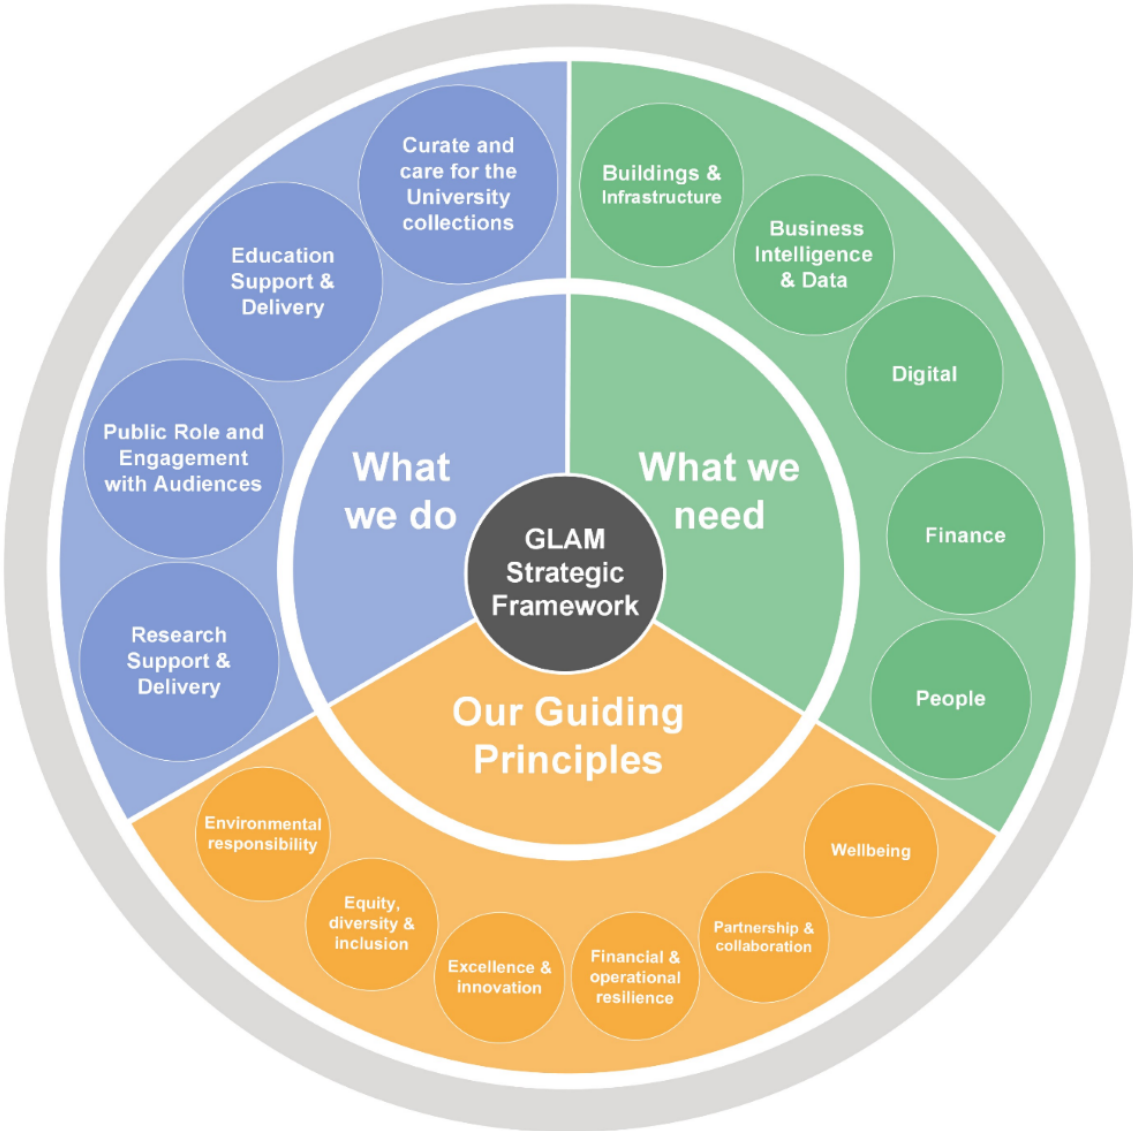 GLAM
Strategic
Framework
What
we do
Curate and
care for the
University
collections
Education
Support &
Delivery
Public Role and
Engagement
with Audiences
Research
Support &
Delivery
What we
need
Buildings &
Infrastructure
Business
Intelligence
& Data
Digital
Finance
People
Our Guiding
Principles
Environmental
responsibility
Equity,
diversity &
inclusion
Excellence &
innovation
Financial &
operational
resilience
Partnership &
collaboration
Wellbeing